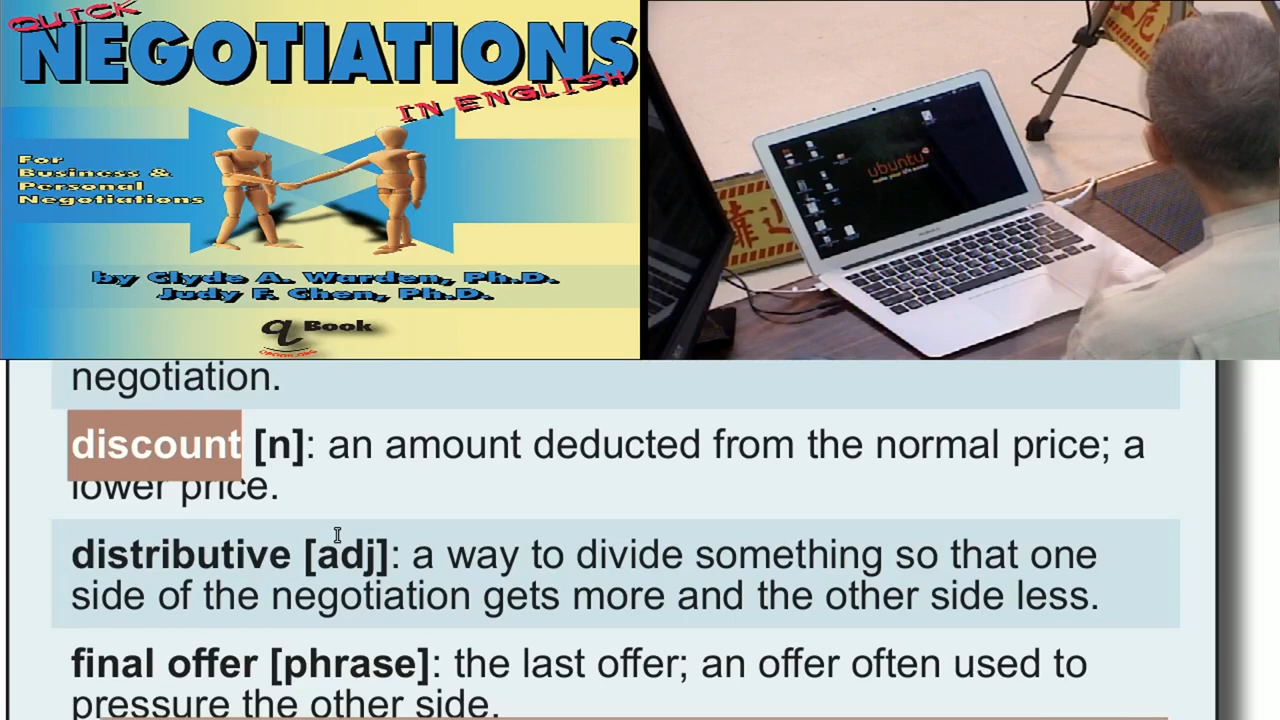 QUICK
NEGOTIATIONS
IN ENGLISH
For
Business &
Personal
Negotiations
by Clyde A. Warden, Ph.D.
Judy F. Chen, Ph.D.
q Book
ubuntu
靠近
危
negotiation.
discount [n]: an amount deducted from the normal price; a
lower price.
distributive [adj]: a way to divide something so that one
side of the negotiation gets more and the other side less.
final offer [phrase]: the last offer; an offer often used to
pressure the other side.